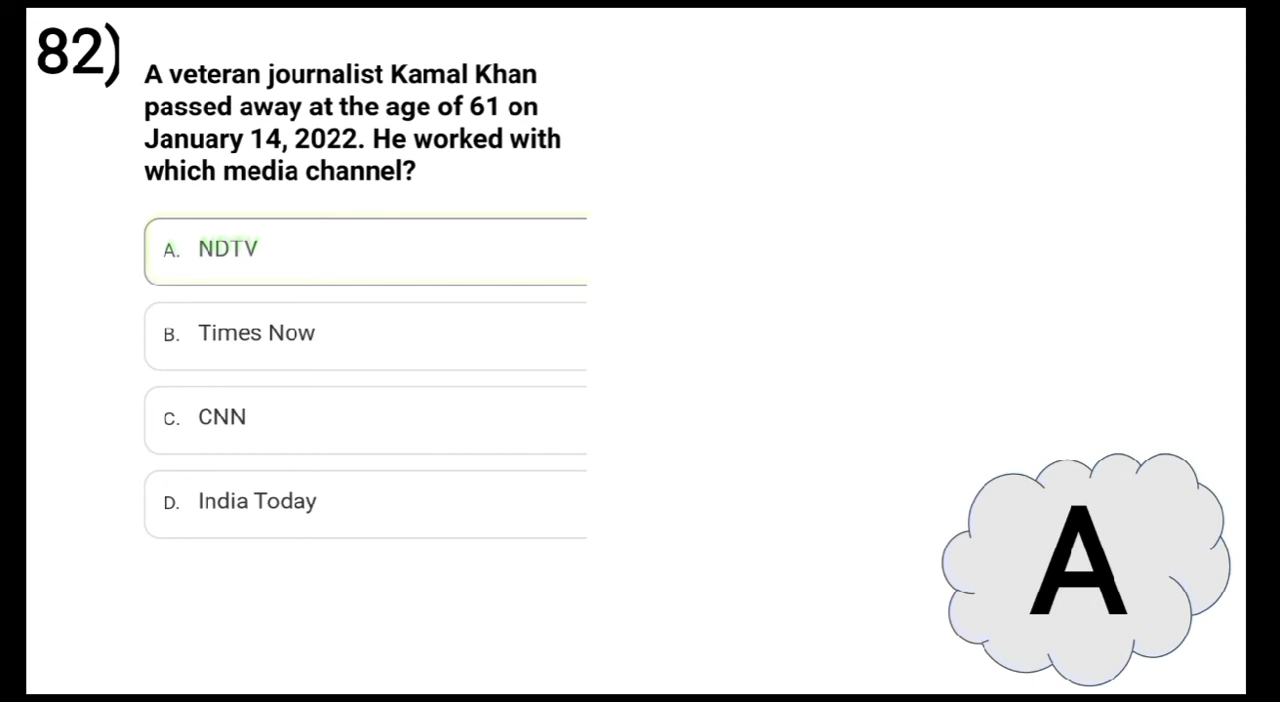 82)
A veteran journalist Kamal Khan
passed away at the age of 61 on
January 14, 2022. He worked with
which media channel?
A. NDTV
B. Times Now
C. CNN
D. India Today
A